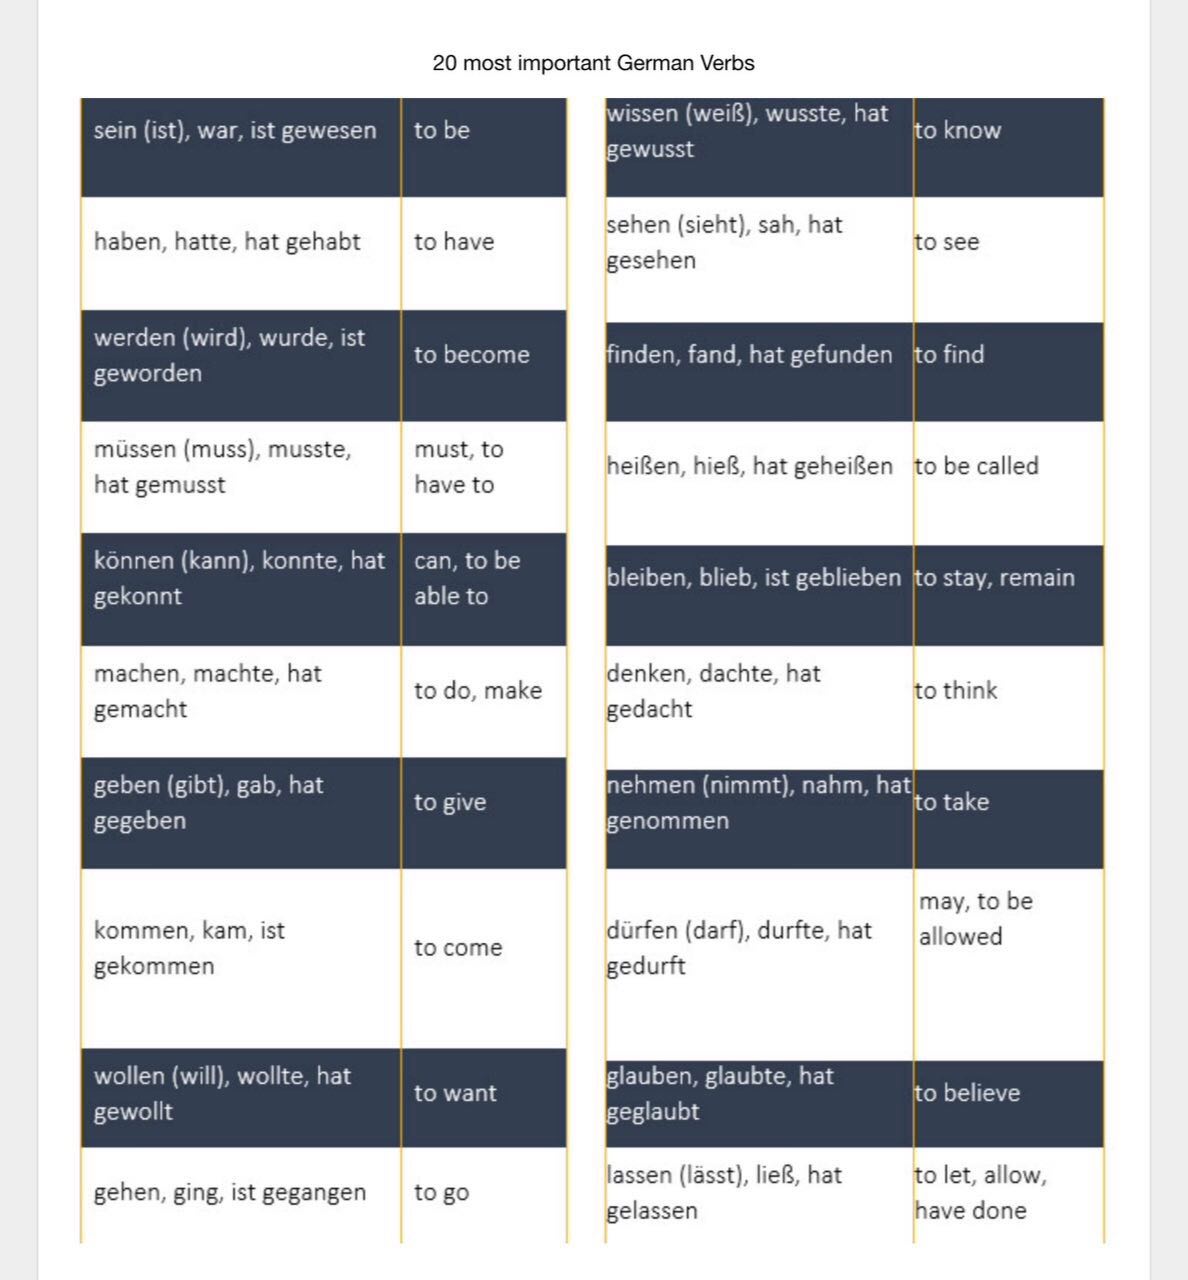 20 most important German Verbs
sein (ist), war, ist gewesen
to be
haben, hatte, hat gehabt
to have
werden (wird), wurde, ist
geworden
to become
müssen (muss), musste,
hat gemusst
must, to
have to
können (kann), konnte, hat
gekonnt
can, to be
able to
machen, machte, hat
gemacht
to do, make
geben (gibt), gab, hat
gegeben
to give
kommen, kam, ist
gekommen
to come
wollen (will), wollte, hat
gewollt
to want
gehen, ging, ist gegangen
to go
wissen (weiß), wusste, hat
gewusst
to know
sehen (sieht), sah, hat
gesehen
to see
finden, fand, hat gefunden
to find
heißen, hieß, hat geheißen
to be called
bleiben, blieb, ist geblieben
to stay, remain
denken, dachte, hat
gedacht
to think
nehmen (nimmt), nahm, hat
genommen
to take
dürfen (darf), durfte, hat
gedurft
may, to be
allowed
glauben, glaubte, hat
geglaubt
to believe
lassen (lässt), ließ, hat
gelassen
to let, allow,
have done